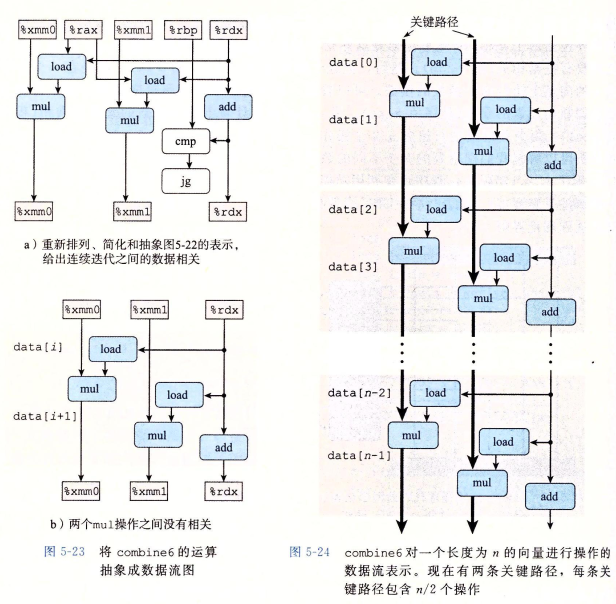 %xmm0 %rax %xmm1 %rbp %rdx
load
load
mul
mul
add
cmp
jg
%xmm0 %xmm1 %rdx
a）重新排列、简化和抽象图5-22的表示，
给出连续迭代之间的数据相关
%xmm0 %xmm1 %rdx
data[i]
load
mul
load
data[i+1]
mul
add
%xmm0 %xmm1 %rdx
b）两个mul操作之间没有相关
图 5-23 将 combine6 的运算
抽象成数据流图
关键路径
data[0]
load
mul
load
data[1]
mul
add
data[2]
load
mul
load
data[3]
mul
add
data[n-2]
load
mul
load
data[n-1]
mul
add
图 5-24 combine6 对一个长度为 n 的向量进行操作的
数据流表示。现在有两条关键路径，每条关
键路径包含 n/2 个操作